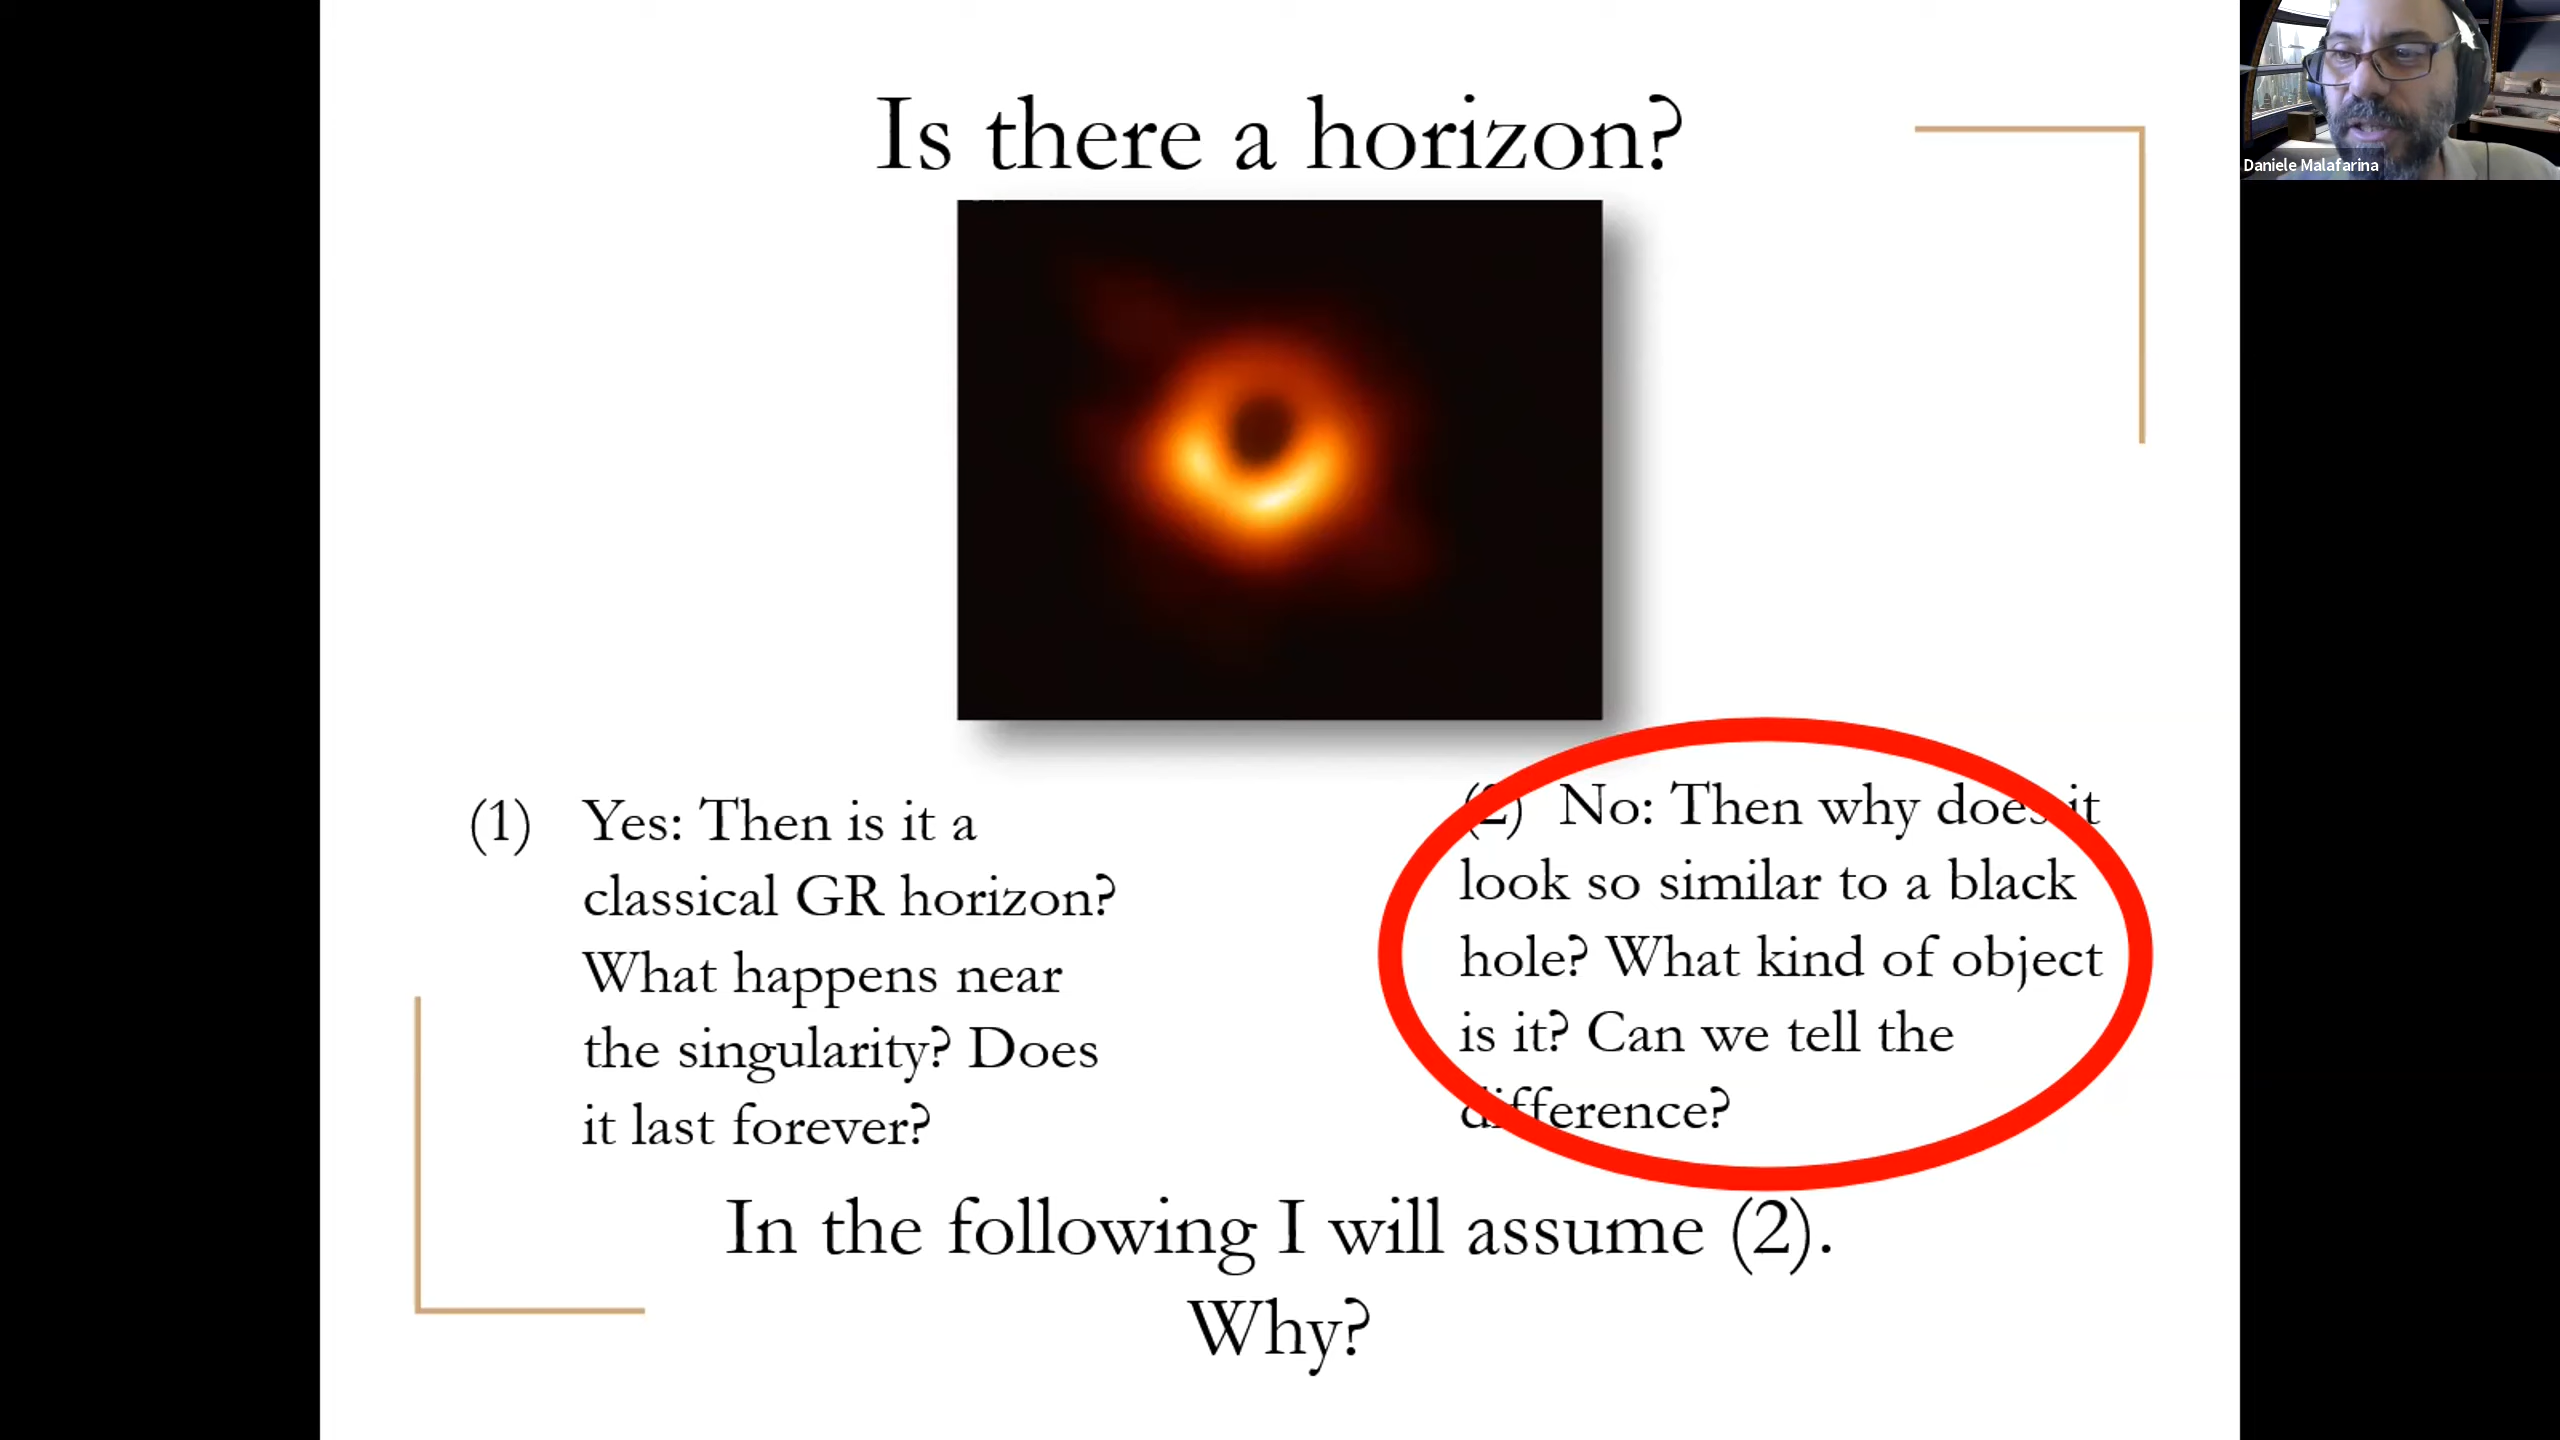 Is there a horizon?
Daniele Malafarina
(1) Yes: Then is it a
classical GR horizon?
What happens near
the singularity? Does
it last forever?
(2) No: Then why does it
look so similar to a black
hole? What kind of object
is it? Can we tell the
difference?
In the following I will assume (2).
Why?